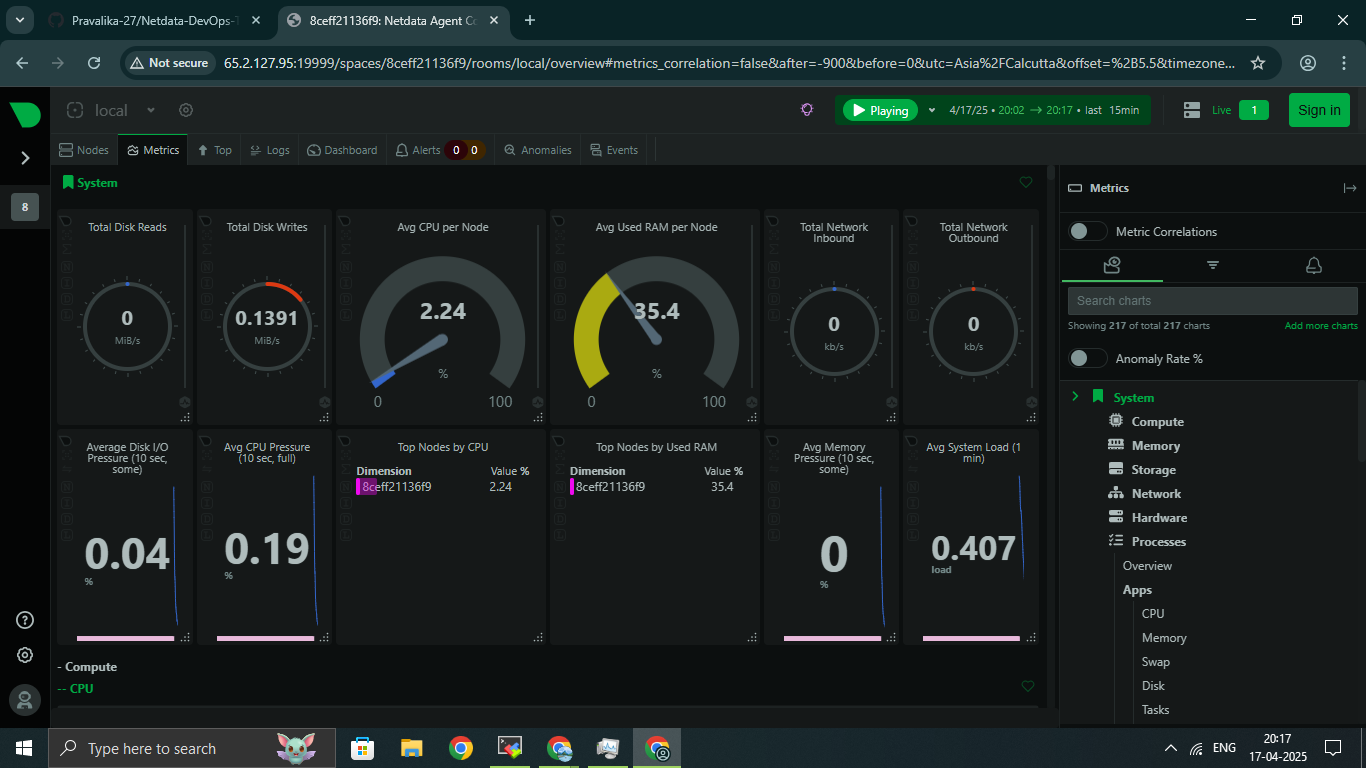 Pravalika-27/Netdata-DevOps-T
8ceff21136f9: Netdata Agent Co
Not secure
65.2.127.95:19999/spaces/8ceff21136f9/rooms/local/overview#metrics_correlation=false&after=-900&before=0&utc=Asia%2FCalcutta&offset=%2B5.5&timezone...
local
Playing
4/17/25 • 20:02 → 20:17 • last 15min
Live
1
Sign in
Nodes
Metrics
Top
Logs
Dashboard
Alerts 0 0
Anomalies
Events
8
System
Total Disk Reads
0
MiB/s
Total Disk Writes
0.1391
MiB/s
Avg CPU per Node
2.24
%
0 100
Avg Used RAM per Node
35.4
%
0 100
Total Network
Inbound
0
kb/s
Total Network
Outbound
0
kb/s
Average Disk I/O
Pressure (10 sec,
some)
0.04
%
Avg CPU Pressure
(10 sec, full)
0.19
%
Top Nodes by CPU
Dimension Value %
8ceff21136f9 2.24
Top Nodes by Used RAM
Dimension Value %
8ceff21136f9 35.4
Avg Memory
Pressure (10 sec,
some)
0
%
Avg System Load (1
min)
0.407
load
- Compute
-- CPU
Metrics
Metric Correlations
Search charts
Showing 217 of total 217 charts
Add more charts
Anomaly Rate %
System
Compute
Memory
Storage
Network
Hardware
Processes
Overview
Apps
CPU
Memory
Swap
Disk
Tasks
Type here to search
ENG
20:17
17-04-2025